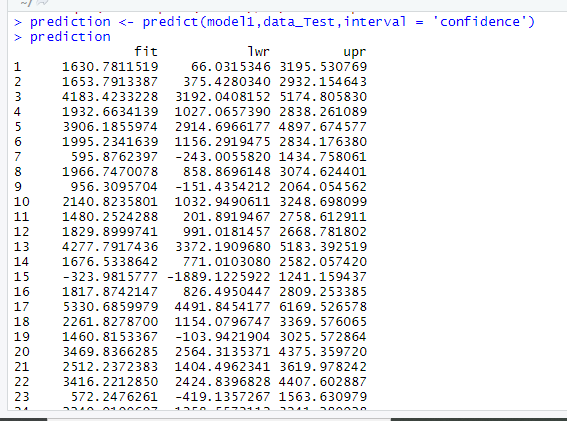 > prediction <- predict(model1,data_Test,interval = 'confidence')
> prediction
fit lwr upr
1 1630.7811519 66.0315346 3195.530769
2 1653.7913387 375.4280340 2932.154643
3 4183.4233228 3192.0408152 5174.805830
4 1932.6634139 1027.0657390 2838.261089
5 3906.1855974 2914.6966177 4897.674577
6 1995.2341639 1156.2919475 2834.176380
7 595.8762397 -243.0055820 1434.758061
8 1966.7470078 858.8696148 3074.624401
9 956.3095704 -151.4354212 2064.054562
10 2140.8235801 1032.9490611 3248.698099
11 1480.2524288 201.8919467 2758.612911
12 1829.8999741 991.0181457 2668.781802
13 4277.7917436 3372.1909680 5183.392519
14 1676.5338642 771.0103080 2582.057420
15 -323.9815777 -1889.1225922 1241.159437
16 1817.8742147 826.4950447 2809.253385
17 5330.6859979 4491.8454177 6169.526578
18 2261.8278700 1154.0796747 3369.576065
19 1460.8153367 -103.9421904 3025.572864
20 3469.8366285 2564.3135371 4375.359720
21 2512.2372383 1404.4962341 3619.978242
22 3416.2212850 2424.8396828 4407.602887
23 572.2476261 -419.1357267 1563.630979